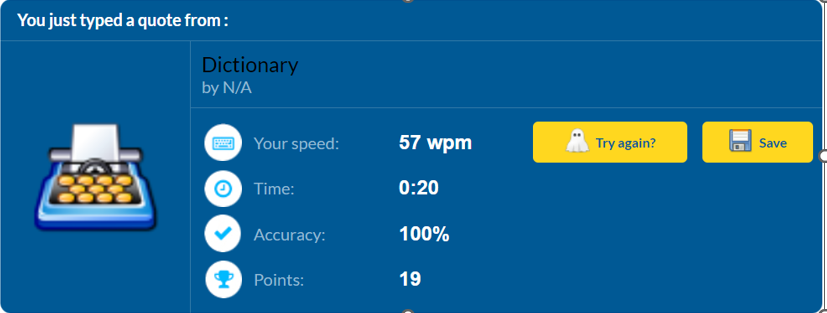 You just typed a quote from :
Dictionary
by N/A
Your speed: 57 wpm Try again? Save
Time: 0:20
Accuracy: 100%
Points: 19